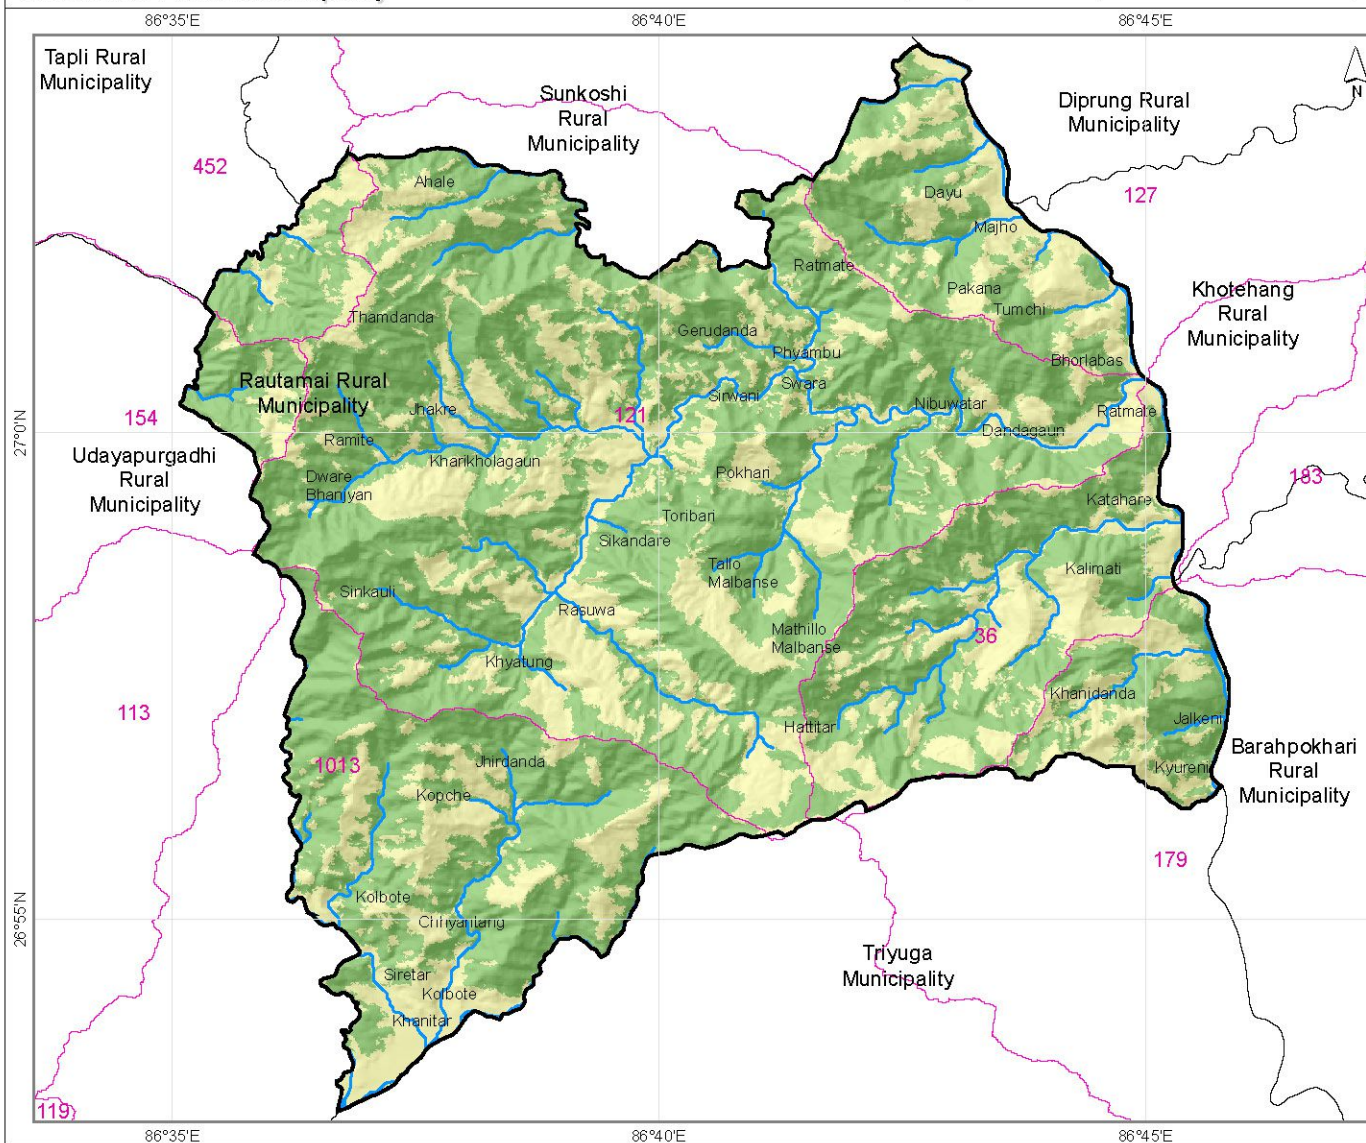 86°35'E
86°40'E
86°45'E
Tapli Rural
Municipality
Sunkoshi
Rural
Municipality
Diprung Rural
Municipality
N
452
127
Ahale
Dayu
Majho
Ratmate
Pakana
Tumchi
Khotehang
Rural
Municipality
Thamdanda
Gerudanda
Phyambu
Bhorlabas
Swara
Sirwani
Rautamai Rural
Municipality
Jhakre
121
Nibuwatar
Ratmate
154
27°0'N
Ramite
Dandagaun
Udayapurgadhi
Rural
Municipality
Kharikholagaun
Dware
Bhanjyan
Pokhari
183
Katahare
Toribari
Sikandare
Tallo
Malbanse
Kalimati
Sinkauli
Rasuwa
Mathillo
Malbanse
36
Khyatung
Khanidanda
113
Hattitar
Jalkeni
1013
Jhirdanda
Kyureni
Barahpokhari
Rural
Municipality
Kopche
179
Kolbote
26°55'N
Chhyantang
Triyuga
Municipality
Siretar
Kolbote
Khanitar
119
86°35'E
86°40'E
86°45'E